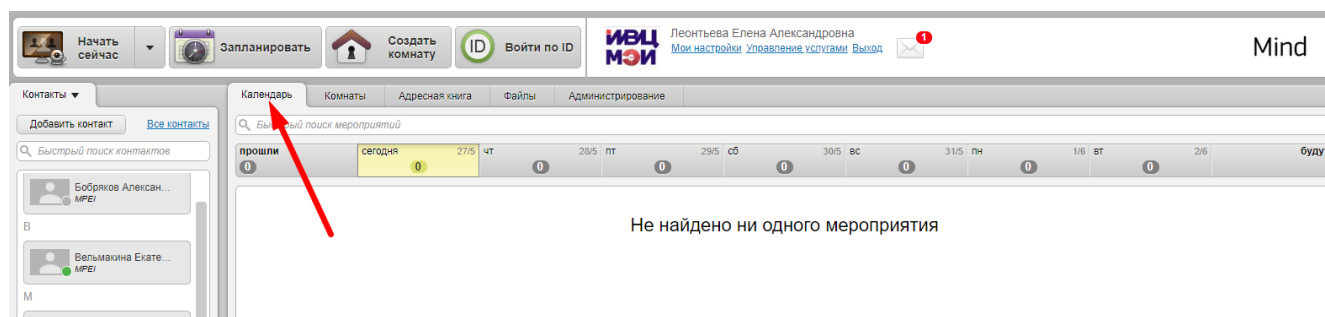 Начать сейчас
Запланировать
Создать комнату
ID
Войти по ID
ИВЦ МЭИ
Леонтьева Елена Александровна
Мои настройки Управление услугами Выход
1
Mind
Контакты
Календарь Комнаты Адресная книга Файлы Администрирование
Добавить контакт Все контакты
Быстрый поиск контактов
Быстрый поиск мероприятий
прошли сегодня 27/5 чт 28/5 пт 29/5 сб 30/5 вс 31/5 пн 1/6 вт 2/6
0 0 0 0 0 0 0 0
Бобряков Алексан...
MPEI
В
Вельмакина Екате...
MPEI
М
Не найдено ни одного мероприятия